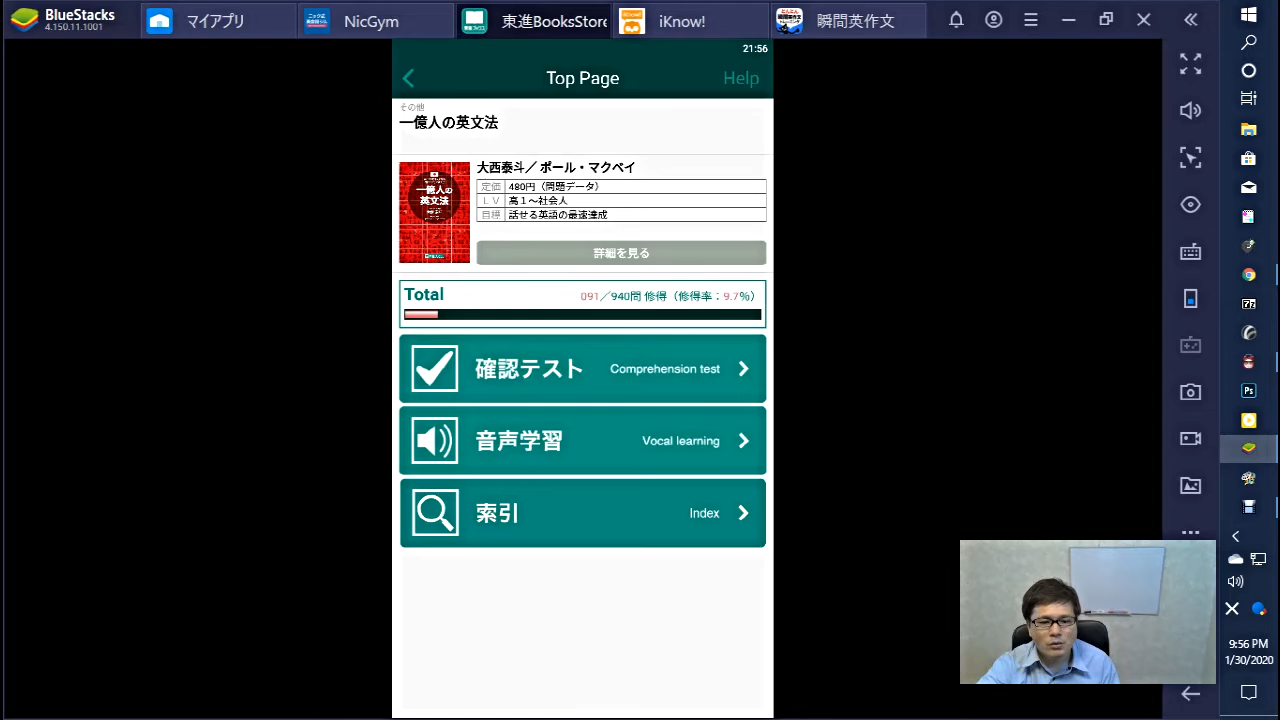 BlueStacks
4.150.11.1001
マイアプリ
NicGym
東進BooksStore
iKnow!
瞬間英作文
21:56
Top Page
Help
その他
一億人の英文法
大西泰斗／ポール・マクベイ
定価 480円（問題データ）
ＬＶ 高１～社会人
目標 話せる英語の最速達成
一億人の
英文法
詳細を見る
Total
091／940問 修得（修得率：9.7％）
確認テスト
Comprehension test
音声学習
Vocal learning
索引
Index
Ps
9:56 PM
1/30/2020